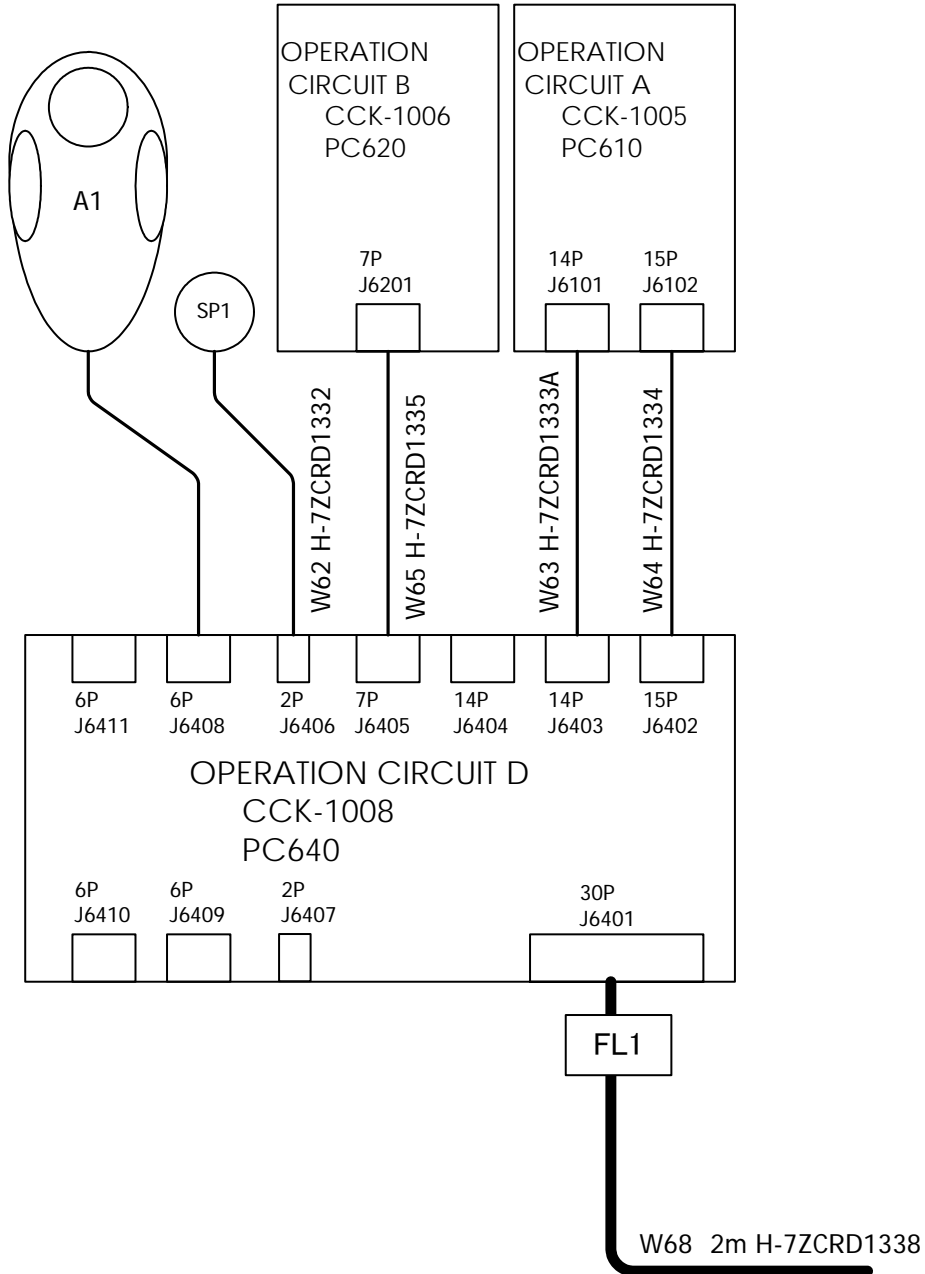 OPERATION
CIRCUIT B
CCK-1006
PC620
OPERATION
CIRCUIT A
CCK-1005
PC610
A1
SP1
7P
J6201
14P
J6101
15P
J6102
W62 H-7ZCRD1332
W65 H-7ZCRD1335
W63 H-7ZCRD1333A
W64 H-7ZCRD1334
6P
J6411
6P
J6408
2P
J6406
7P
J6405
14P
J6404
14P
J6403
15P
J6402
OPERATION CIRCUIT D
CCK-1008
PC640
6P
J6410
6P
J6409
2P
J6407
30P
J6401
FL1
W68 2m H-7ZCRD1338